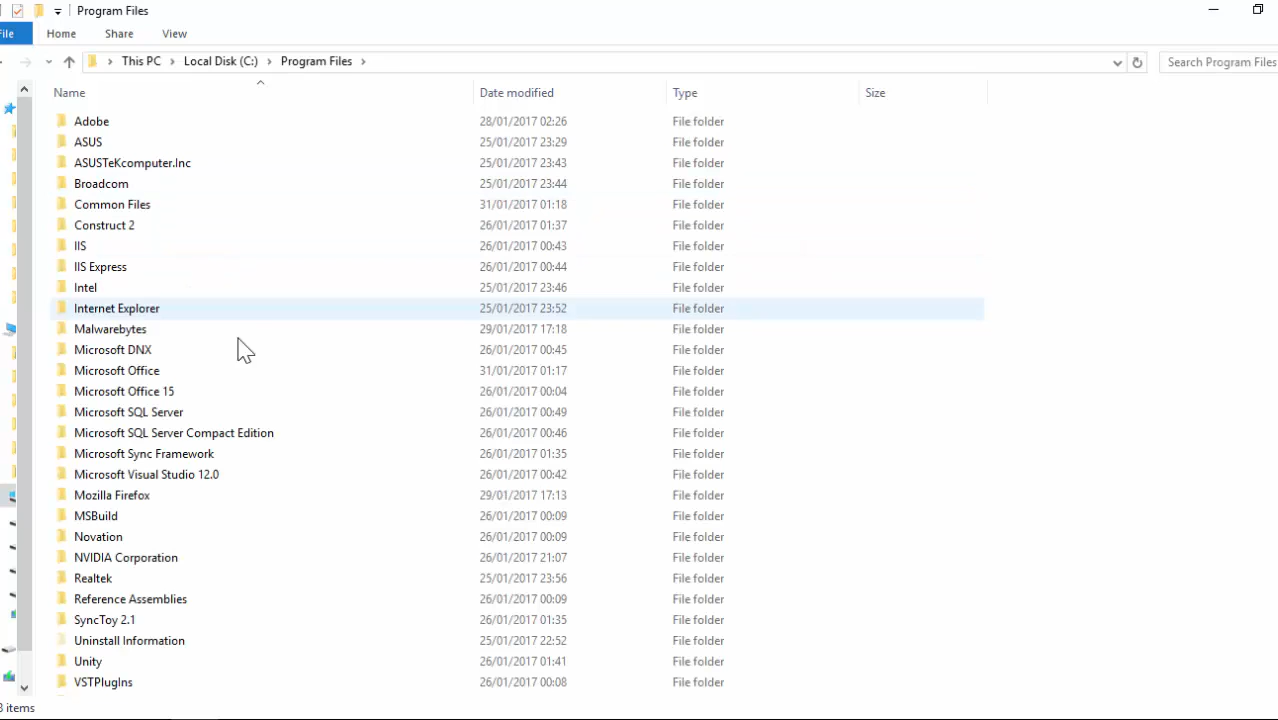 Program Files
File Home Share View
This PC Local Disk (C:) Program Files Search Program Files
Name Date modified Type Size
Adobe 28/01/2017 02:26 File folder
ASUS 25/01/2017 23:29 File folder
ASUSTeKcomputer.Inc 25/01/2017 23:43 File folder
Broadcom 25/01/2017 23:44 File folder
Common Files 31/01/2017 01:18 File folder
Construct 2 26/01/2017 01:37 File folder
IIS 26/01/2017 00:43 File folder
IIS Express 26/01/2017 00:44 File folder
Intel 25/01/2017 23:46 File folder
Internet Explorer 25/01/2017 23:52 File folder
Malwarebytes 29/01/2017 17:18 File folder
Microsoft DNX 26/01/2017 00:45 File folder
Microsoft Office 31/01/2017 01:17 File folder
Microsoft Office 15 26/01/2017 00:04 File folder
Microsoft SQL Server 26/01/2017 00:49 File folder
Microsoft SQL Server Compact Edition 26/01/2017 00:46 File folder
Microsoft Sync Framework 26/01/2017 01:35 File folder
Microsoft Visual Studio 12.0 26/01/2017 00:42 File folder
Mozilla Firefox 29/01/2017 17:13 File folder
MSBuild 26/01/2017 00:09 File folder
Novation 26/01/2017 00:09 File folder
NVIDIA Corporation 26/01/2017 21:07 File folder
Realtek 25/01/2017 23:56 File folder
Reference Assemblies 26/01/2017 00:09 File folder
SyncToy 2.1 26/01/2017 01:35 File folder
Uninstall Information 25/01/2017 22:52 File folder
Unity 26/01/2017 01:41 File folder
VSTPlugIns 26/01/2017 00:08 File folder
items